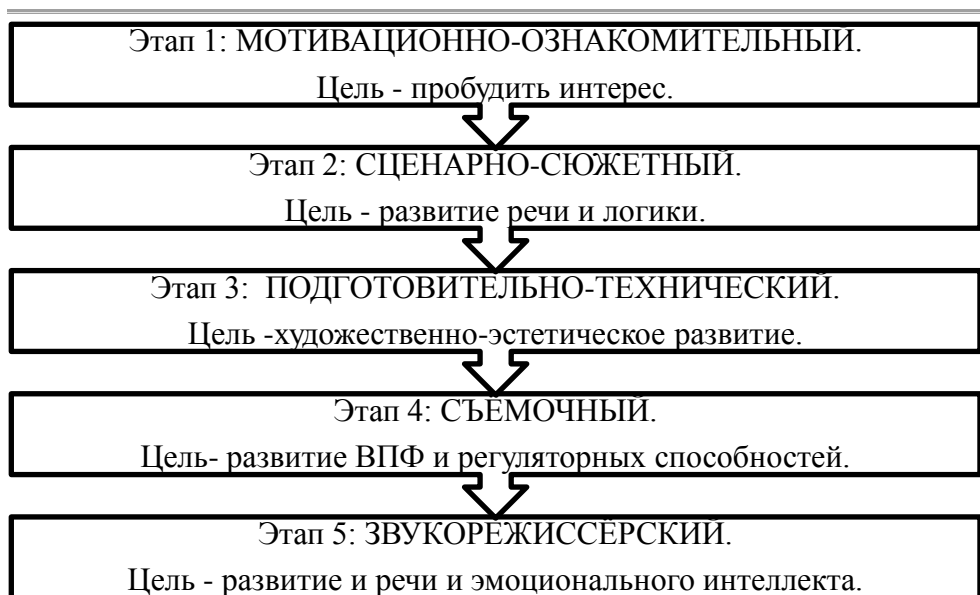 Этап 1: МОТИВАЦИОННО-ОЗНАКОМИТЕЛЬНЫЙ.
Цель - пробудить интерес.
Этап 2: СЦЕНАРНО-СЮЖЕТНЫЙ.
Цель - развитие речи и логики.
Этап 3: ПОДГОТОВИТЕЛЬНО-ТЕХНИЧЕСКИЙ.
Цель -художественно-эстетическое развитие.
Этап 4: СЪЁМОЧНЫЙ.
Цель- развитие ВПФ и регуляторных способностей.
Этап 5: ЗВУКОРЕЖИССЁРСКИЙ.
Цель - развитие и речи и эмоционального интеллекта.